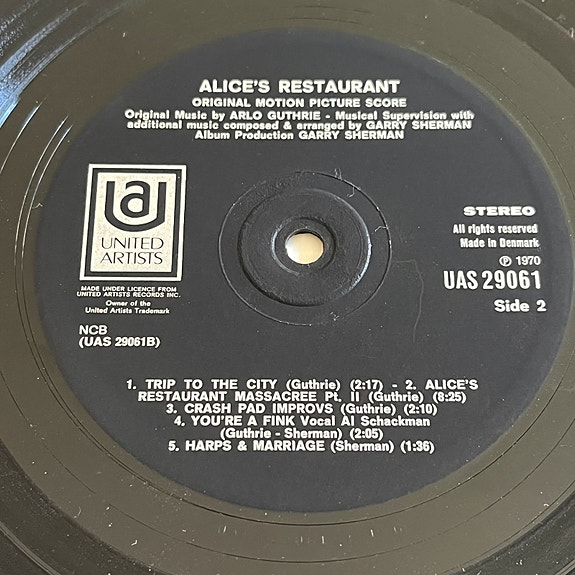 ALICE'S RESTAURANT
ORIGINAL MOTION PICTURE SCORE
Original Music by ARLO GUTHRIE - Musical Supervision with
additional music composed & arranged by GARRY SHERMAN
Album Production GARRY SHERMAN
ua
UNITED
ARTISTS
MADE UNDER LICENCE FROM
UNITED ARTISTS RECORDS INC.
Owner of the
United Artists Trademark
NCB
(UAS 29061B)
STEREO
All rights reserved
Made in Denmark
℗ 1970
UAS 29061
Side 2
1. TRIP TO THE CITY (Guthrie) (2:17) - 2. ALICE'S
RESTAURANT MASSACREE Pt. II (Guthrie) (8:25)
3. CRASH PAD IMPROVS (Guthrie) (2:10)
4. YOU'RE A FINK Vocal Al Schackman
(Guthrie - Sherman) (2:05)
5. HARPS & MARRIAGE (Sherman) (1:36)